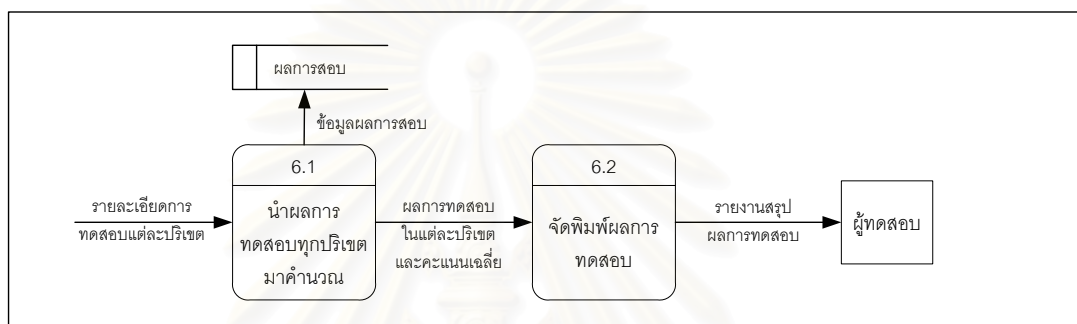 ผลการสอบ
ข้อมูลผลการสอบ
6.1
นำผลการ
ทดสอบทุกปริเขต
มาคำนวณ
รายละเอียดการ
ทดสอบแต่ละปริเขต
ผลการทดสอบ
ในแต่ละปริเขต
และคะแนนเฉลี่ย
6.2
จัดพิมพ์ผลการ
ทดสอบ
รายงานสรุป
ผลการทดสอบ
ผู้ทดสอบ